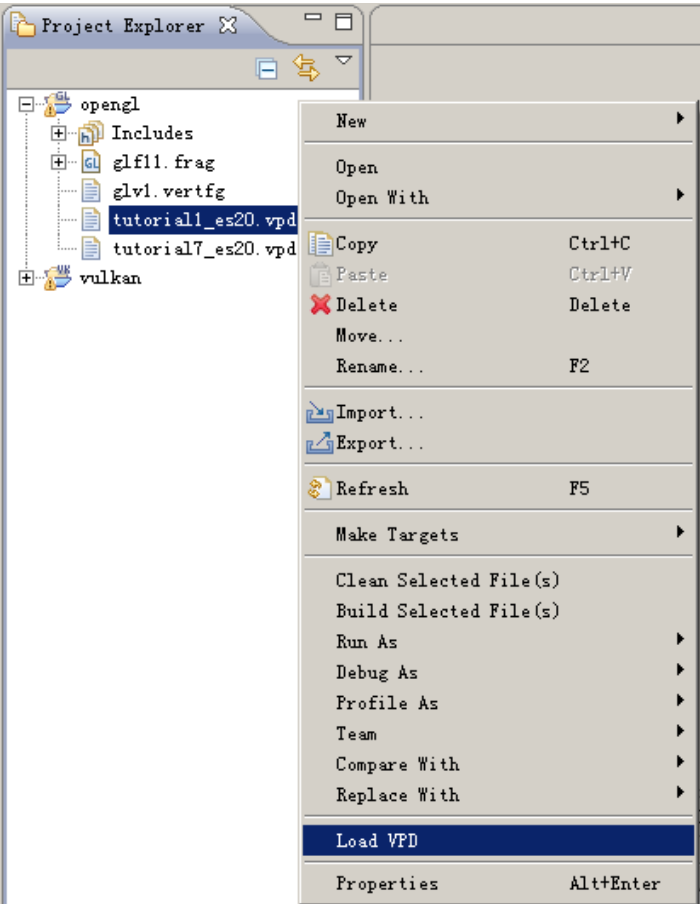 Project Explorer
opengl
Includes
glf11.frag
glv1.vertfg
tutorial1_es20.vpd
tutorial7_es20.vpd
vulkan
New
Open
Open With
Copy Ctrl+C
Paste Ctrl+V
Delete Delete
Move...
Rename... F2
Import...
Export...
Refresh F5
Make Targets
Clean Selected File(s)
Build Selected File(s)
Run As
Debug As
Profile As
Team
Compare With
Replace With
Load VPD
Properties Alt+Enter